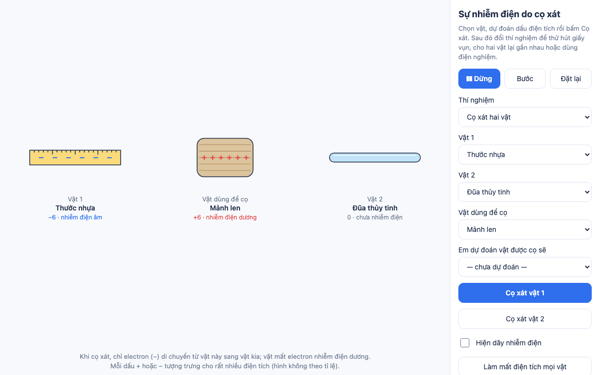 Vật 1
Thước nhựa
−6 · nhiễm điện âm
Vật dùng để cọ
Mảnh len
+6 · nhiễm điện dương
Vật 2
Đũa thủy tinh
0 · chưa nhiễm điện
Khi cọ xát, chỉ electron (−) di chuyển từ vật này sang vật kia; vật mất electron nhiễm điện dương.
Mỗi dấu + hoặc − tượng trưng cho rất nhiều điện tích (hình không theo tỉ lệ).
Sự nhiễm điện do cọ xát
Chọn vật, dự đoán dấu điện tích rồi bấm Cọ
xát. Sau đó đổi thí nghiệm để thử hút giấy
vụn, cho hai vật lại gần nhau hoặc dùng
điện nghiệm.
Dừng
Bước
Đặt lại
Thí nghiệm
Cọ xát hai vật
Vật 1
Thước nhựa
Vật 2
Đũa thủy tinh
Vật dùng để cọ
Mảnh len
Em dự đoán vật được cọ sẽ
— chưa dự đoán —
Cọ xát vật 1
Cọ xát vật 2
Hiện dãy nhiễm điện
Làm mất điện tích mọi vật